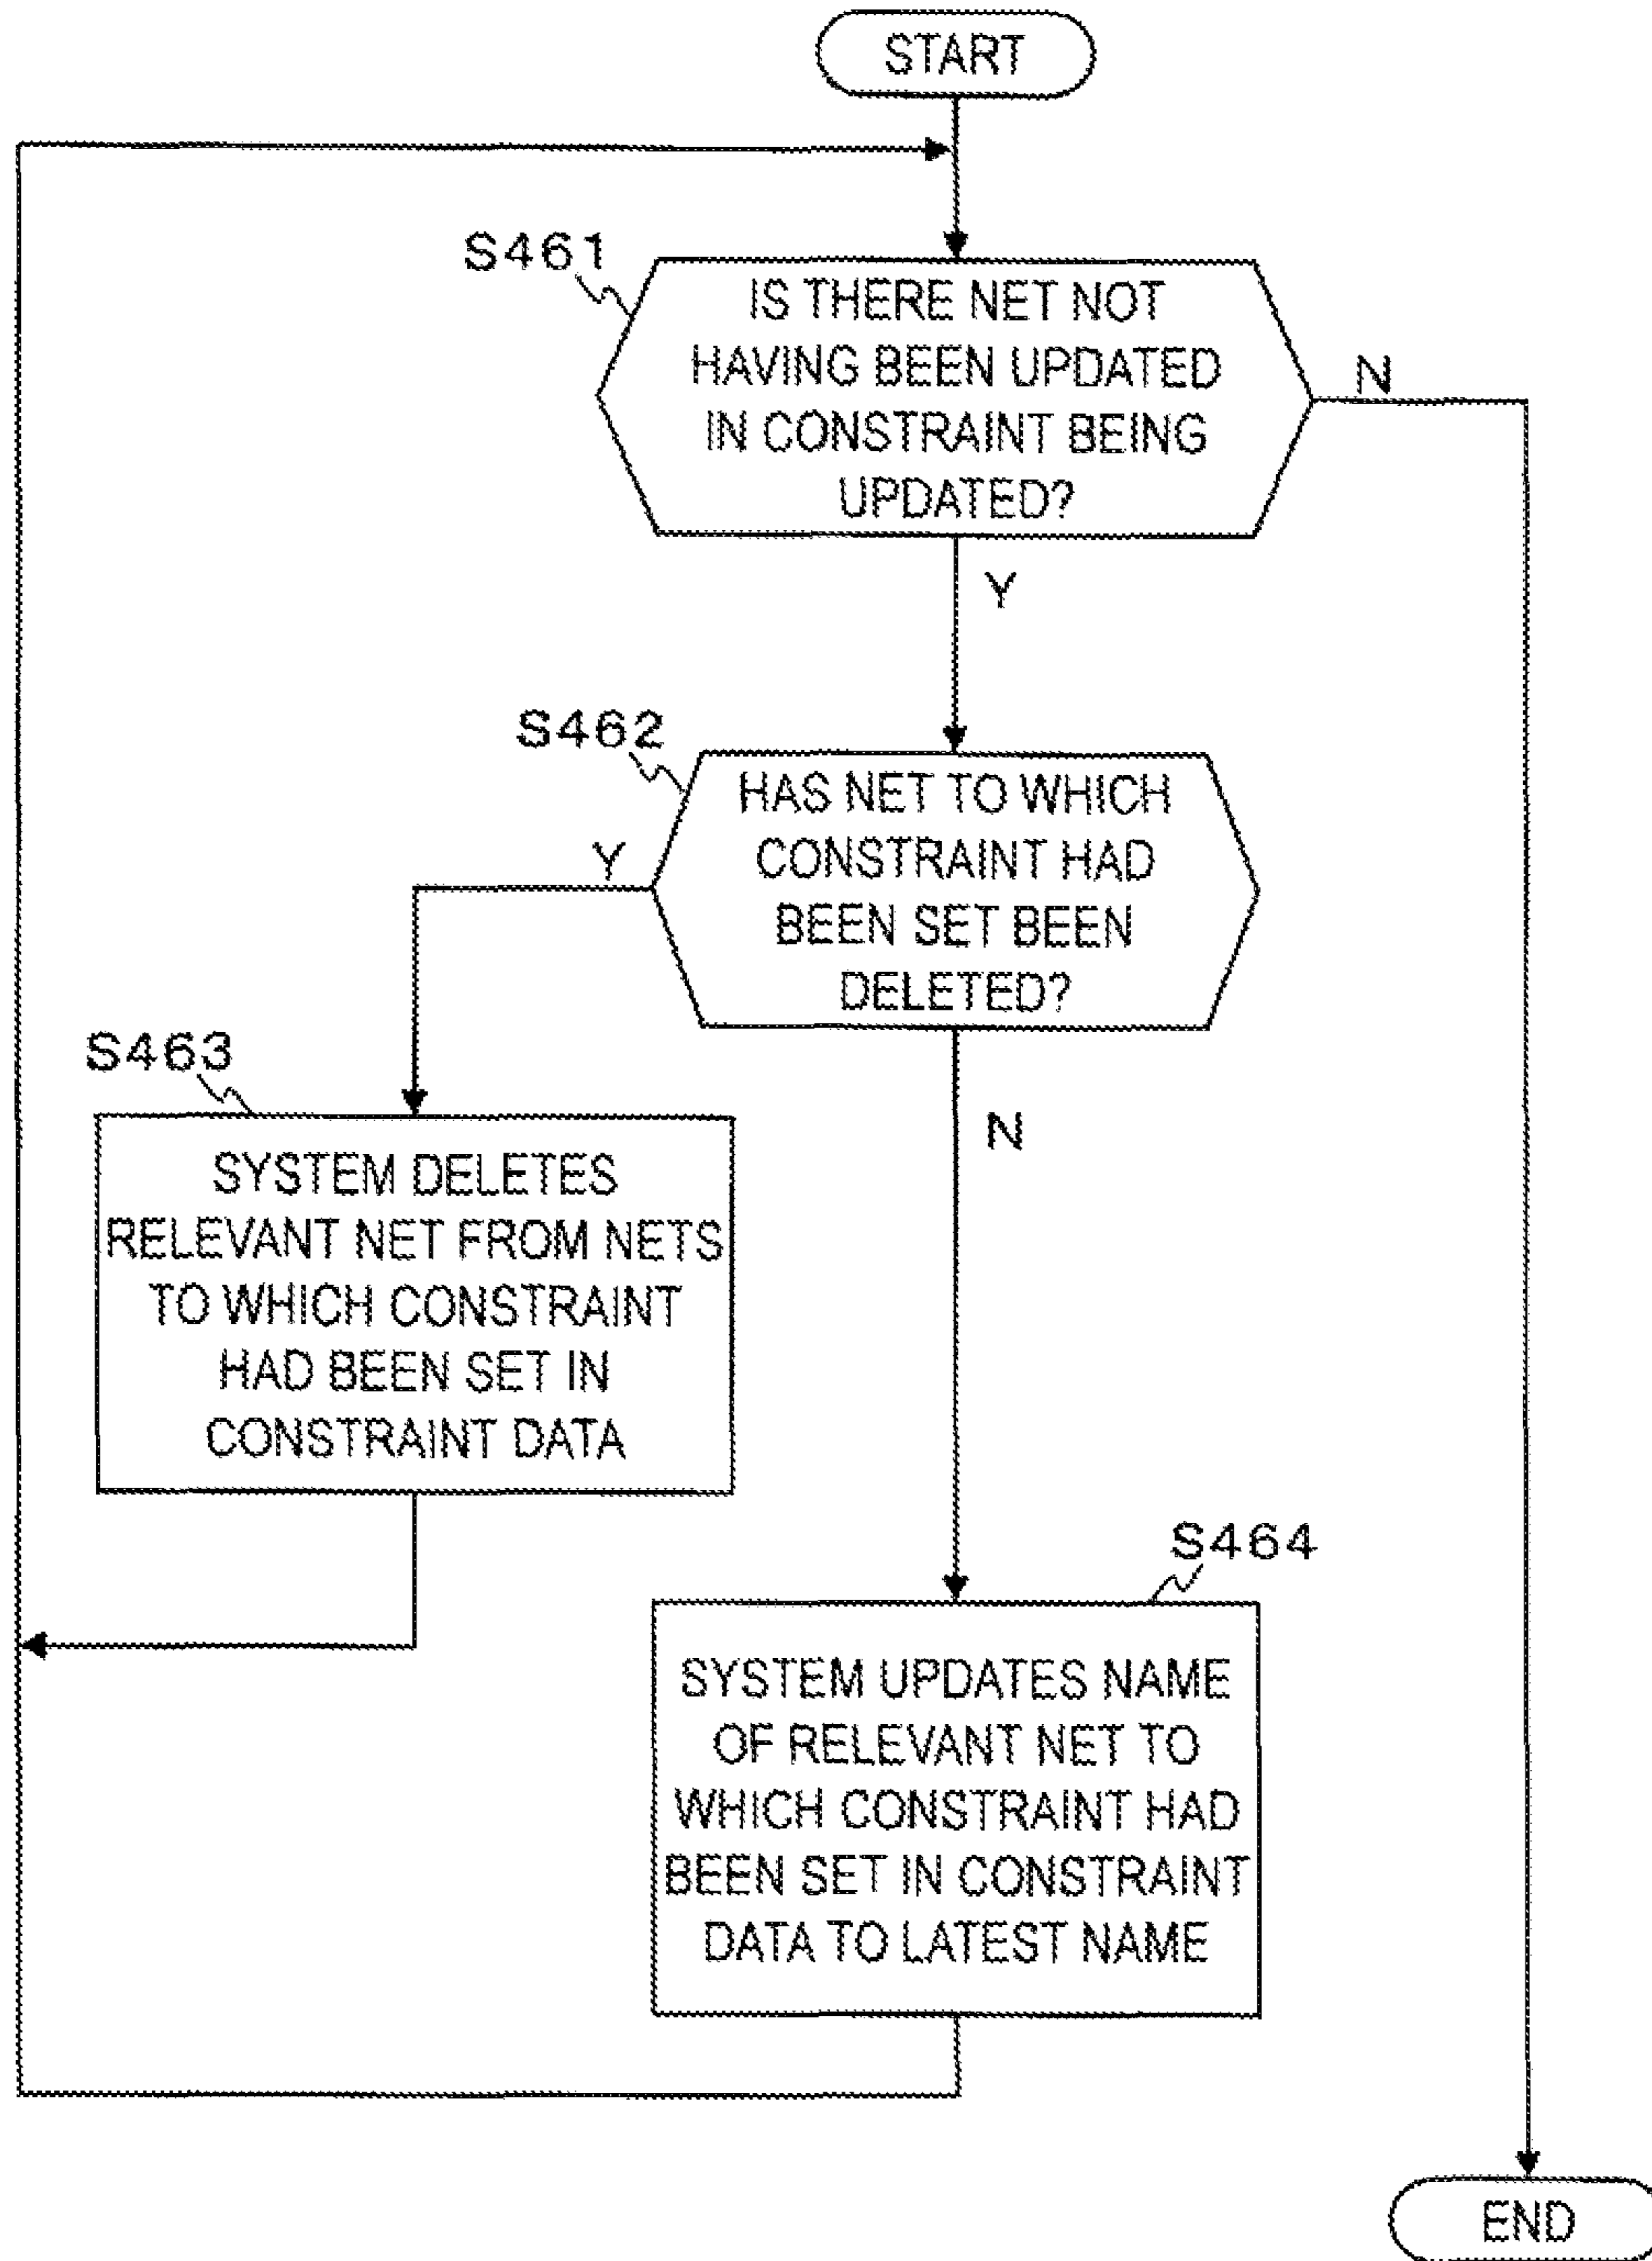 START
S461
IS THERE NET NOT
HAVING BEEN UPDATED
IN CONSTRAINT BEING
UPDATED?
N
Y
S462
HAS NET TO WHICH
CONSTRAINT HAD
BEEN SET BEEN
DELETED?
Y
N
S463
SYSTEM DELETES
RELEVANT NET FROM NETS
TO WHICH CONSTRAINT
HAD BEEN SET IN
CONSTRAINT DATA
S464
SYSTEM UPDATES NAME
OF RELEVANT NET TO
WHICH CONSTRAINT HAD
BEEN SET IN CONSTRAINT
DATA TO LATEST NAME
END